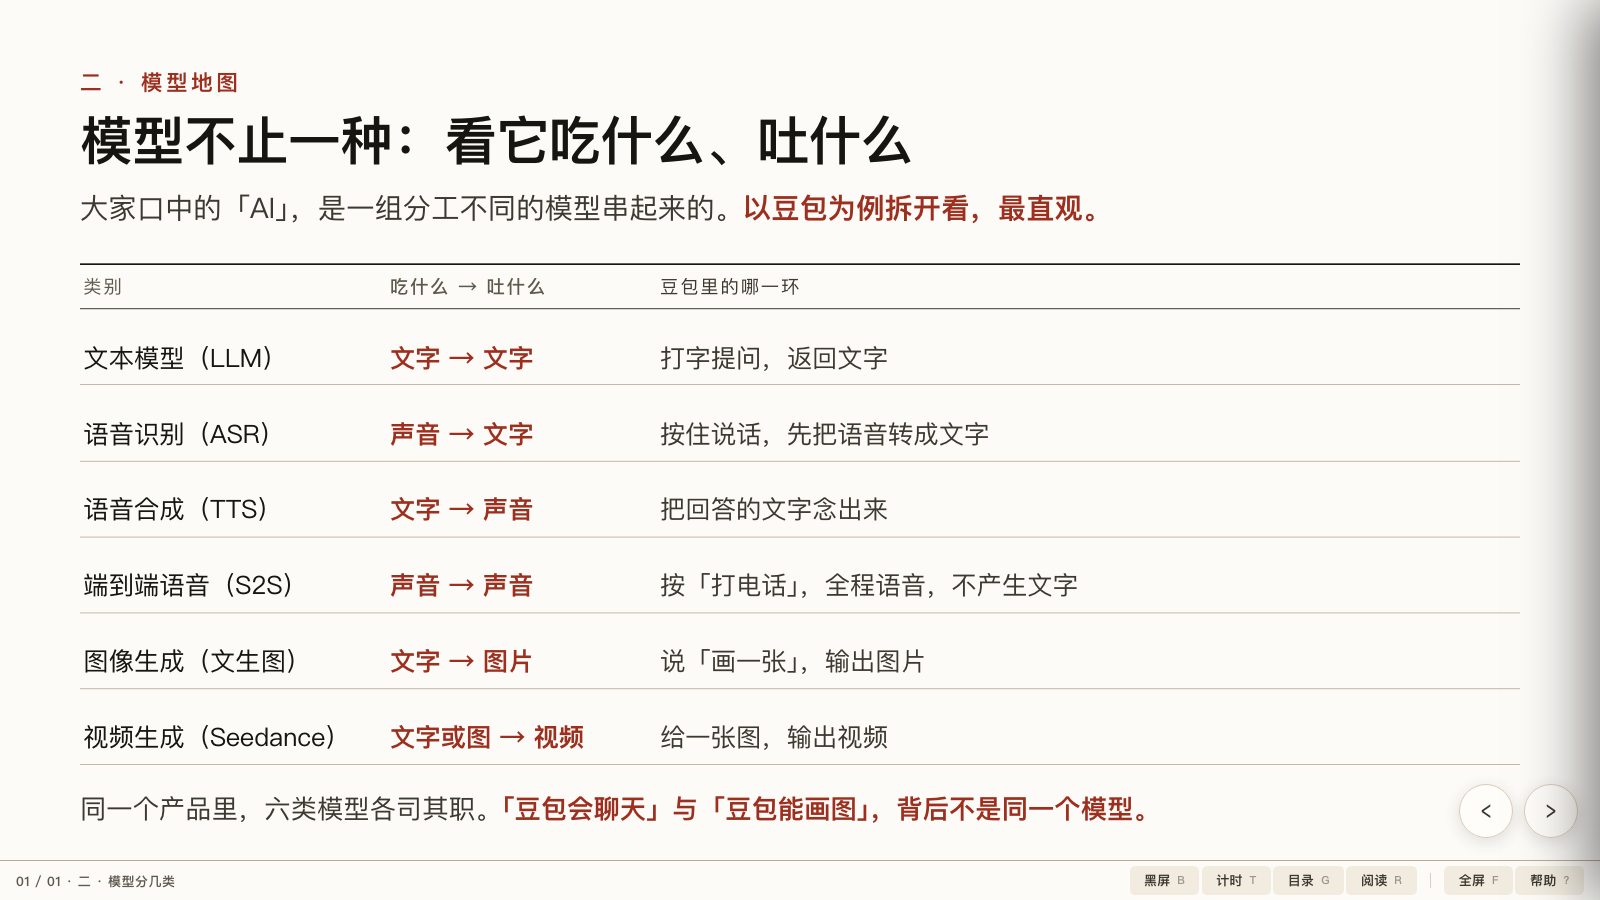 二 · 模型地图
模型不止一种：看它吃什么、吐什么
大家口中的「AI」，是一组分工不同的模型串起来的。以豆包为例拆开看，最直观。
类别 吃什么 → 吐什么 豆包里的哪一环
文本模型（LLM） 文字 → 文字 打字提问，返回文字
语音识别（ASR） 声音 → 文字 按住说话，先把语音转成文字
语音合成（TTS） 文字 → 声音 把回答的文字念出来
端到端语音（S2S） 声音 → 声音 按「打电话」，全程语音，不产生文字
图像生成（文生图） 文字 → 图片 说「画一张」，输出图片
视频生成（Seedance） 文字或图 → 视频 给一张图，输出视频
同一个产品里，六类模型各司其职。「豆包会聊天」与「豆包能画图」，背后不是同一个模型。
< >
01 / 01 · 二 · 模型分几类 黑屏 B 计时 T 目录 G 阅读 R 全屏 F 帮助 ?